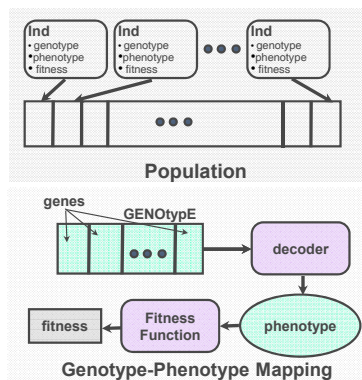 Ind
• genotype
•phenotype
• fitness
Ind
• genotype
•phenotype
• fitness
Ind
• genotype
•phenotype
• fitness
Population
genes
GENOtypE
decoder
fitness
Fitness
Function
phenotype
Genotype-Phenotype Mapping